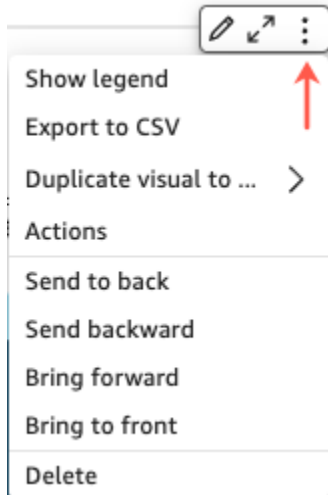 Show legend
Export to CSV
Duplicate visual to ...
Actions
Send to back
Send backward
Bring forward
Bring to front
Delete